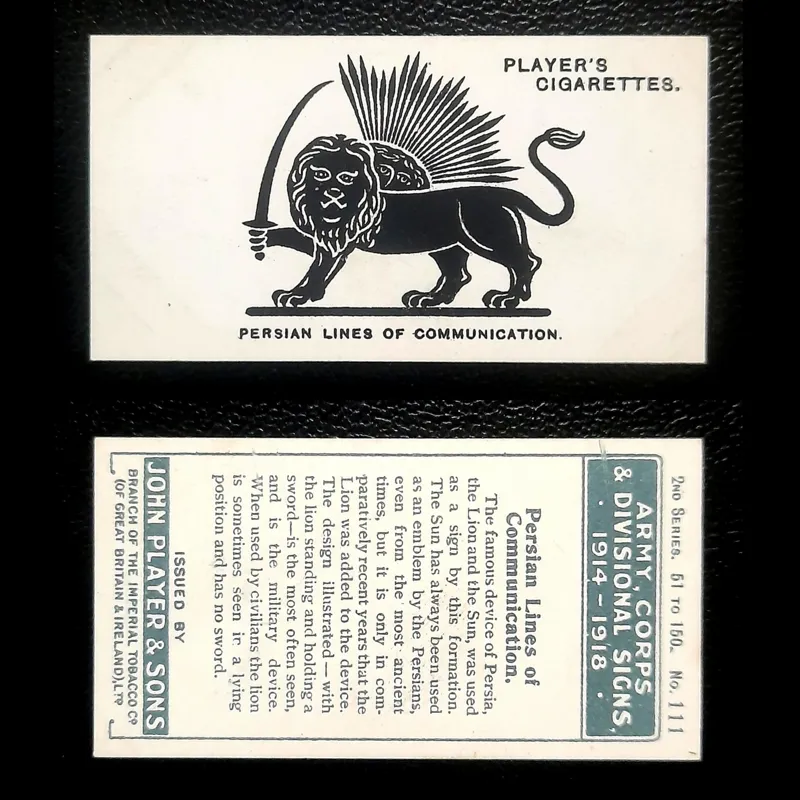 PLAYER'S
CIGARETTES.
PERSIAN LINES OF COMMUNICATION.
2ND SERIES. 51 TO 150. No. 111
ARMY, CORPS
& DIVISIONAL SIGNS,
· 1914-1918 ·
Persian Lines of
Communication.
The famous device of Persia,
the Lion and the Sun, was used
as a sign by this formation.
The Sun has always been used
as an emblem by the Persians,
even from the most ancient
times, but it is only in com-
paratively recent years that the
Lion was added to the device.
The design illustrated—with
the lion standing and holding a
sword—is the most often seen,
and is the military device.
When used by civilians the lion
is sometimes seen in a lying
position and has no sword.
ISSUED BY
JOHN PLAYER & SONS
BRANCH OF THE IMPERIAL TOBACCO CO
(OF GREAT BRITAIN & IRELAND), LTD